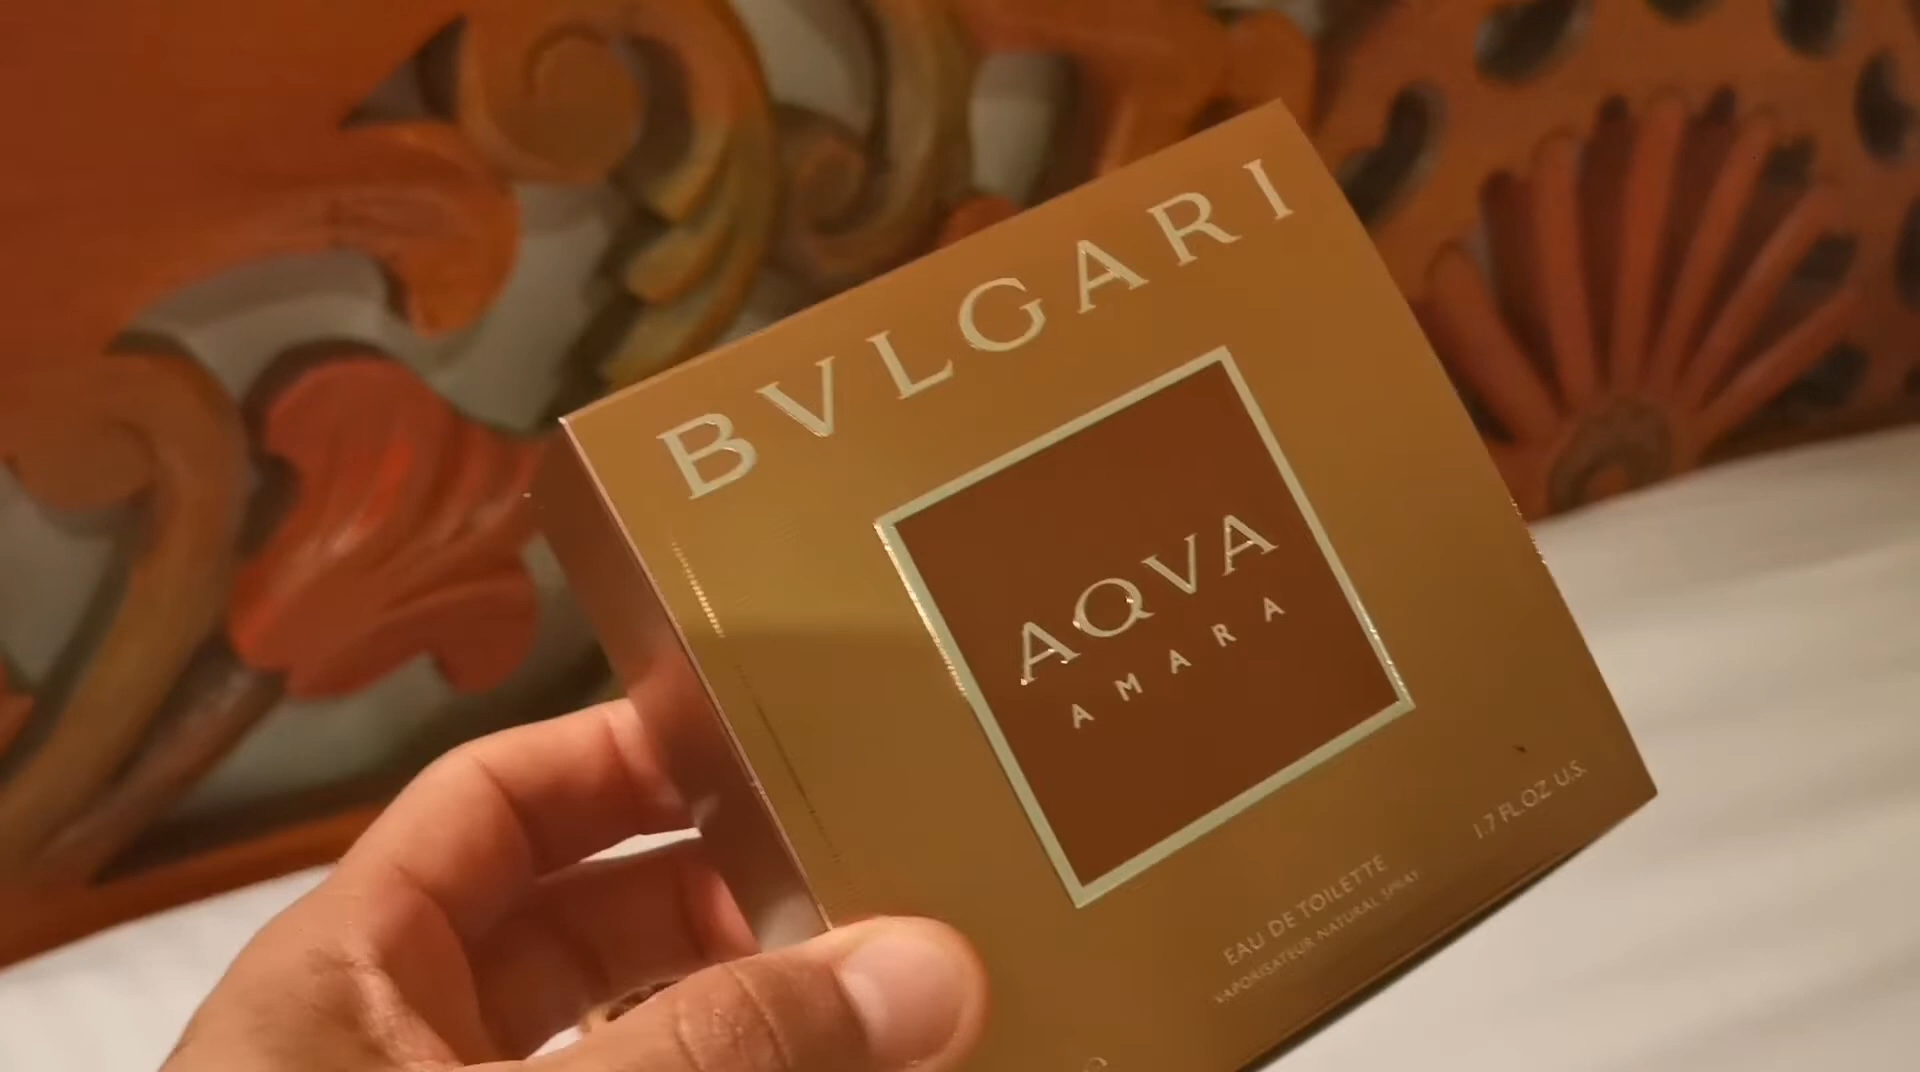 BVLGARI
AQVA
AMARA
EAU DE TOILETTE
VAPORISATEUR NATURAL SPRAY
1.7 FL.OZ U.S.